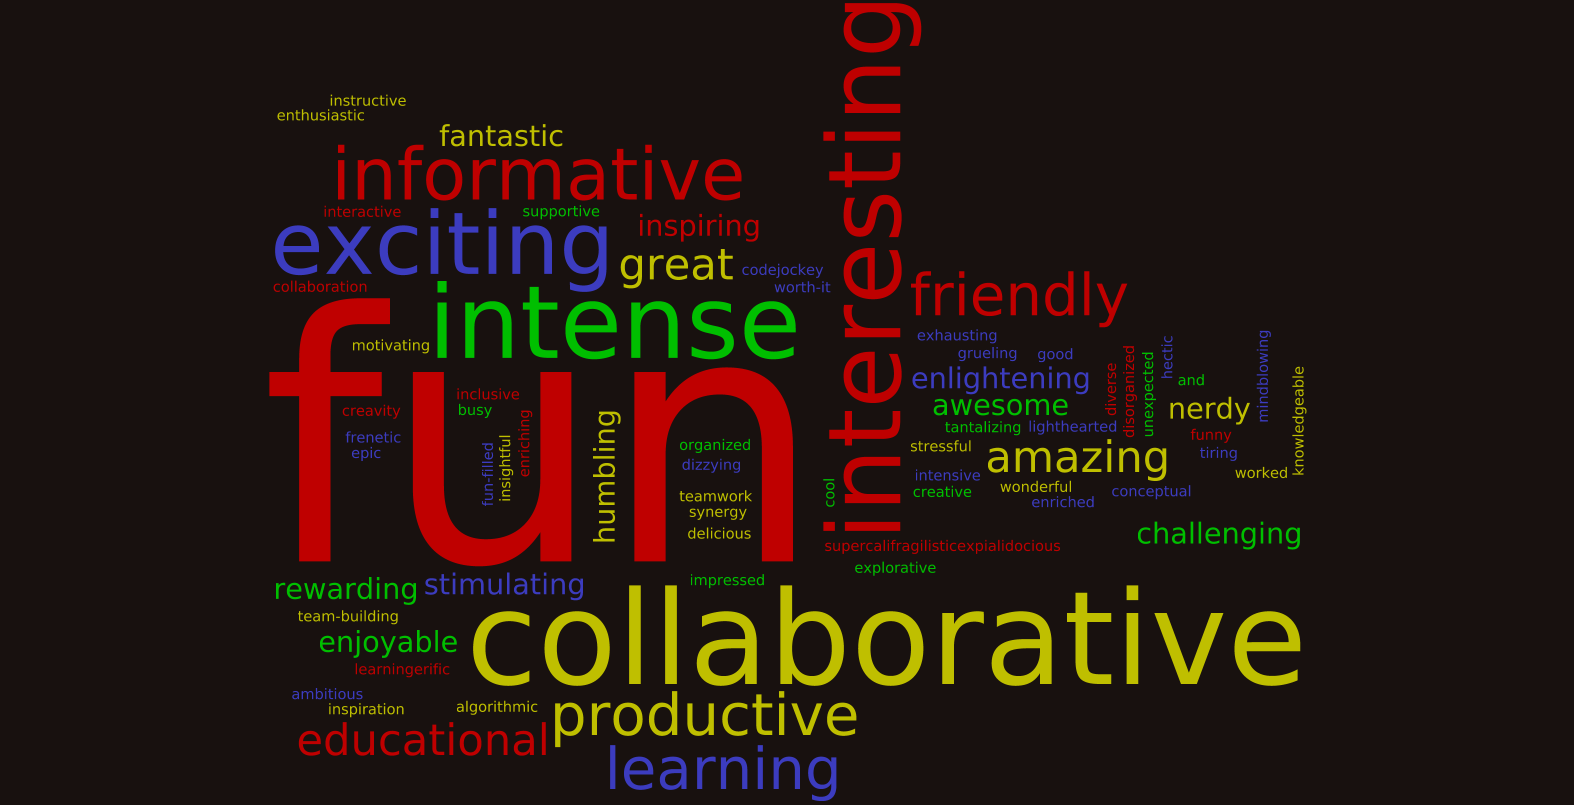 instructive
enthusiastic
fantastic
informative
interactive
supportive
inspiring
exciting
great
codejockey
worth-it
collaboration
intense
interesting
friendly
motivating
fun
exhausting
grueling
good
enlightening
awesome
diverse
disorganized
unexpected
hectic
and
nerdy
mindblowing
knowledgeable
creavity
inclusive
busy
frenetic
epic
fun-filled
insightful
enriching
humbling
organized
dizzying
teamwork
synergy
delicious
tantalizing
lighthearted
funny
stressful
amazing
tiring
worked
intensive
creative
wonderful
enriched
conceptual
cool
challenging
supercalifragilisticexpialidocious
explorative
impressed
rewarding
stimulating
team-building
enjoyable
collaborative
learningerific
ambitious
inspiration
algorithmic
productive
educational
learning